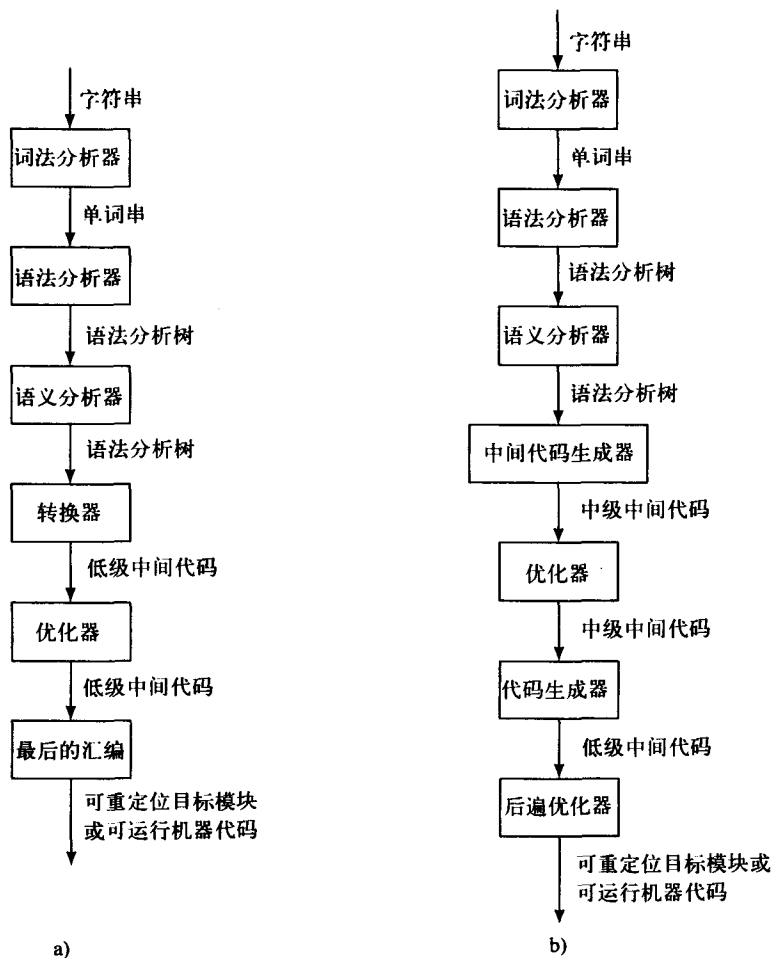 字符串
词法分析器
单词串
语法分析器
语法分析树
语义分析器
语法分析树
转换器
低级中间代码
优化器
低级中间代码
最后的汇编
可重定位目标模块
或可运行机器代码
a)
字符串
词法分析器
单词串
语法分析器
语法分析树
语义分析器
语法分析树
中间代码生成器
中级中间代码
优化器
中级中间代码
代码生成器
低级中间代码
后遍优化器
可重定位目标模块或
可运行机器代码
b)